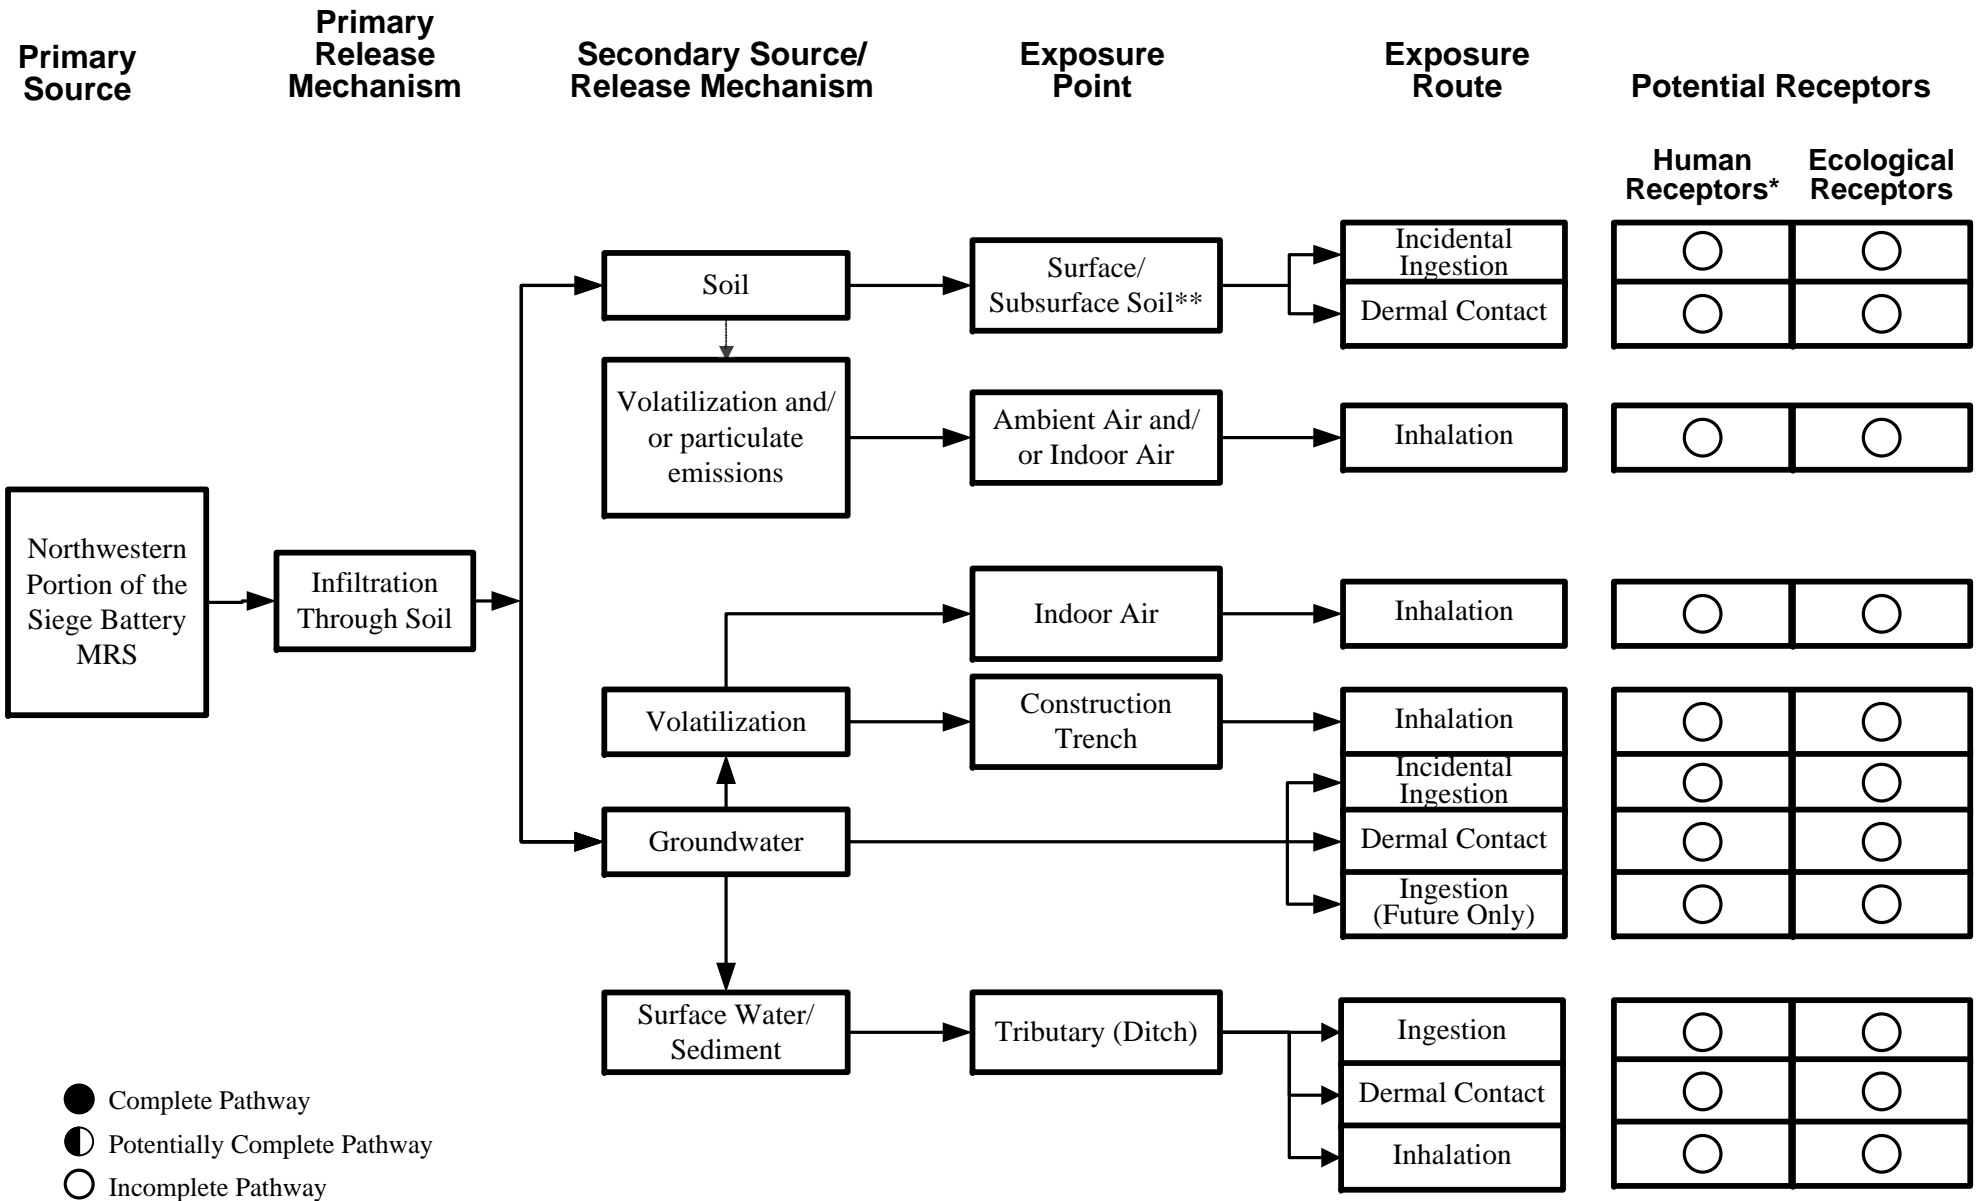 Primary
Source
Primary
Release
Mechanism
Secondary Source/
Release Mechanism
Exposure
Point
Exposure
Route
Potential Receptors
Human
Receptors*
Ecological
Receptors
Northwestern
Portion of the
Siege Battery
MRS
Infiltration
Through Soil
Soil
Surface/
Subsurface Soil**
Incidental
Ingestion
Dermal Contact
Volatilization and/
or particulate
emissions
Ambient Air and/
or Indoor Air
Inhalation
Indoor Air
Inhalation
Volatilization
Construction
Trench
Inhalation
Groundwater
Incidental
Ingestion
Dermal Contact
Ingestion
(Future Only)
Surface Water/
Sediment
Tributary (Ditch)
Ingestion
Dermal Contact
Inhalation
Complete Pathway
Potentially Complete Pathway
Incomplete Pathway